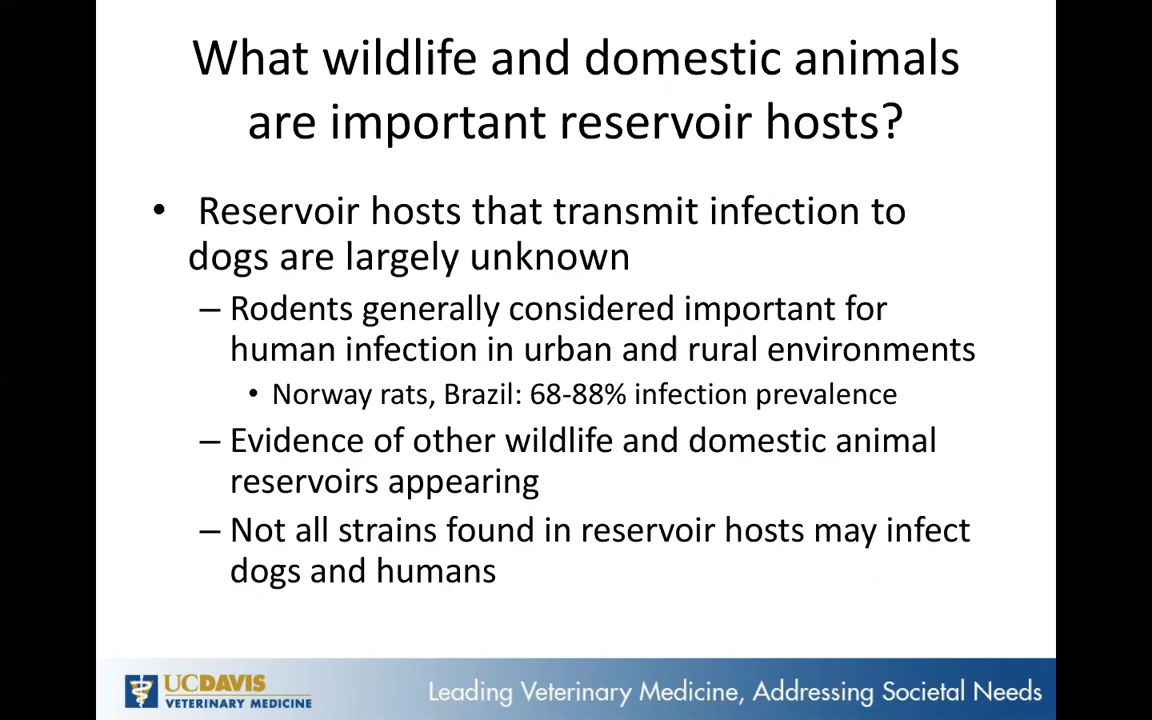 What wildlife and domestic animals
are important reservoir hosts?
• Reservoir hosts that transmit infection to
dogs are largely unknown
– Rodents generally considered important for
human infection in urban and rural environments
• Norway rats, Brazil: 68-88% infection prevalence
– Evidence of other wildlife and domestic animal
reservoirs appearing
– Not all strains found in reservoir hosts may infect
dogs and humans
UCDAVIS
VETERINARY MEDICINE
Leading Veterinary Medicine, Addressing Societal Needs